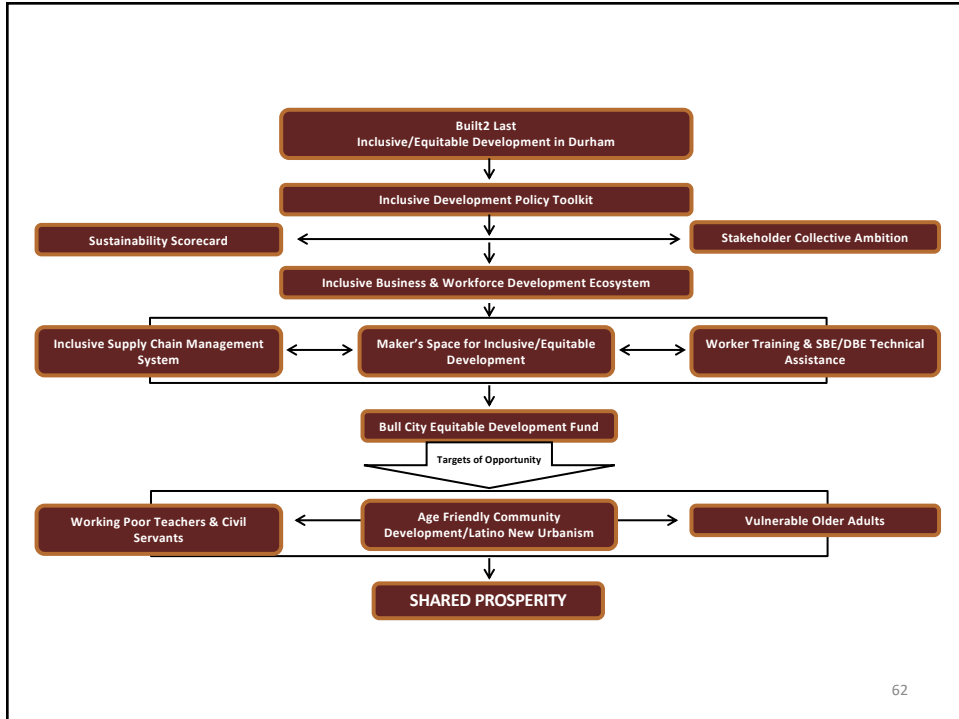 Built2 Last
Inclusive/Equitable Development in Durham
Inclusive Development Policy Toolkit
Sustainability Scorecard
Stakeholder Collective Ambition
Inclusive Business & Workforce Development Ecosystem
Inclusive Supply Chain Management
System
Maker’s Space for Inclusive/Equitable
Development
Worker Training & SBE/DBE Technical
Assistance
Bull City Equitable Development Fund
Targets of Opportunity
Working Poor Teachers & Civil
Servants
Age Friendly Community
Development/Latino New Urbanism
Vulnerable Older Adults
SHARED PROSPERITY
62